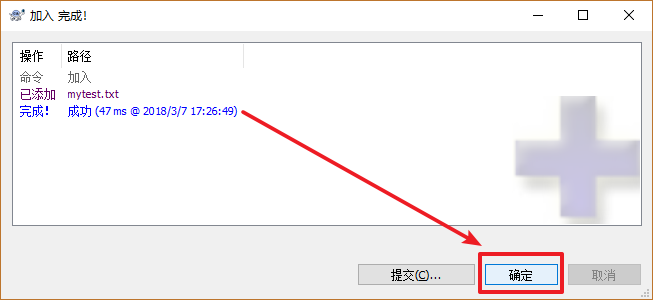 加入 完成!
操作 路径
命令 加入
已添加 mytest.txt
完成! 成功 (47 ms @ 2018/3/7 17:26:49)
提交(C)... 确定 取消